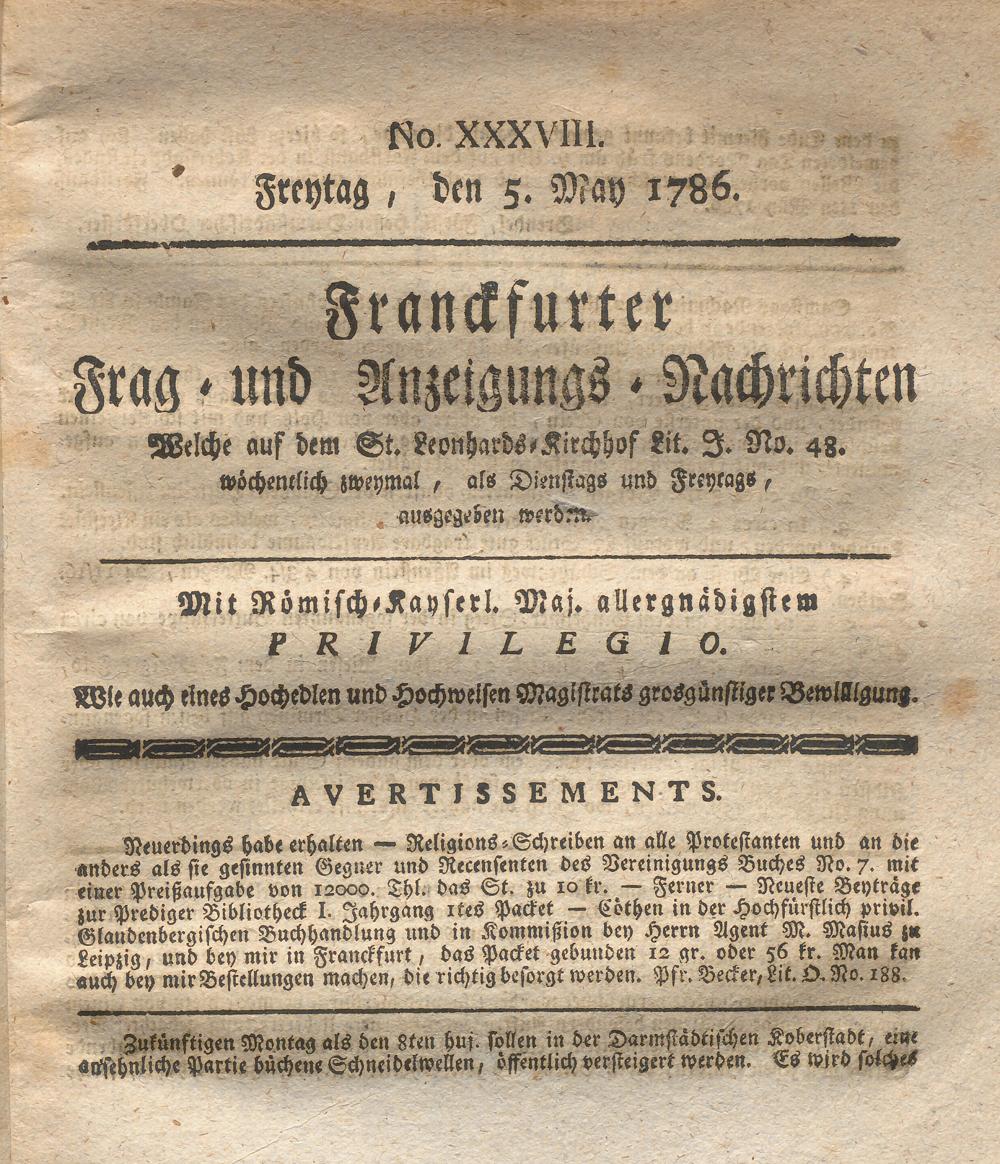 No. XXXVIII.
Freytag, den 5. May 1786.
Franckfurter
Frag- und Anzeigungs-Nachrichten
Welche auf dem St. Leonhards-Kirchhof Lit. J. No. 48.
wöchentlich zweymal, als Dienstags und Freytags,
ausgegeben werden.
Mit Römisch-Kayserl. Maj. allergnädigstem
PRIVILEGIO.
Wie auch eines Hochedlen und Hochweisen Magistrats grosgünstiger Bewilligung.
AVERTISSEMENTS.
Neuerdings habe erhalten — Religions-Schreiben an alle Protestanten und an die
anders als sie gesinnten Gegner und Recensenten des Vereinigungs Buches No. 7. mit
einer Preißaufgabe von 12000. Thl. das St. zu 10 kr. — Ferner — Neueste Beyträge
zur Prediger Bibliotheck I. Jahrgang 1tes Packet — Cöthen in der Hochfürstlich privil.
Glaudenbergischen Buchhandlung und in Kommißion bey Herrn Agent M. Masius zu
Leipzig, und bey mir in Franckfurt, das Packet gebunden 12 gr. oder 56 kr. Man kan
auch bey mir Bestellungen machen, die richtig besorgt werden. Pfr. Becker, Lit. O. No. 188.
Zukünftigen Montag als den 8ten huj. sollen in der Darmstädtischen Koberstadt, eine
ansehnliche Partie büchene Schneidelwellen, öffentlich versteigert werden. Es wird solches